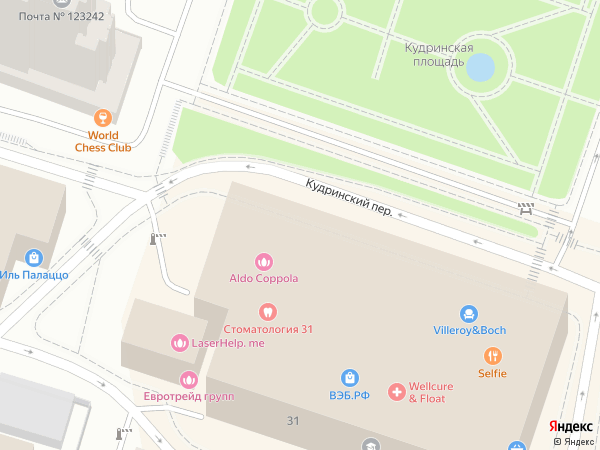 Почта № 123242
Кудринская
площадь
World
Chess Club
Кудринский пер.
Иль Палаццо
Aldo Coppola
Стоматология 31
Villeroy&Boch
LaserHelp. me
Selfie
Евротрейд групп
ВЭБ.РФ
Wellcure
& Float
31
Яндекс
© Яндекс